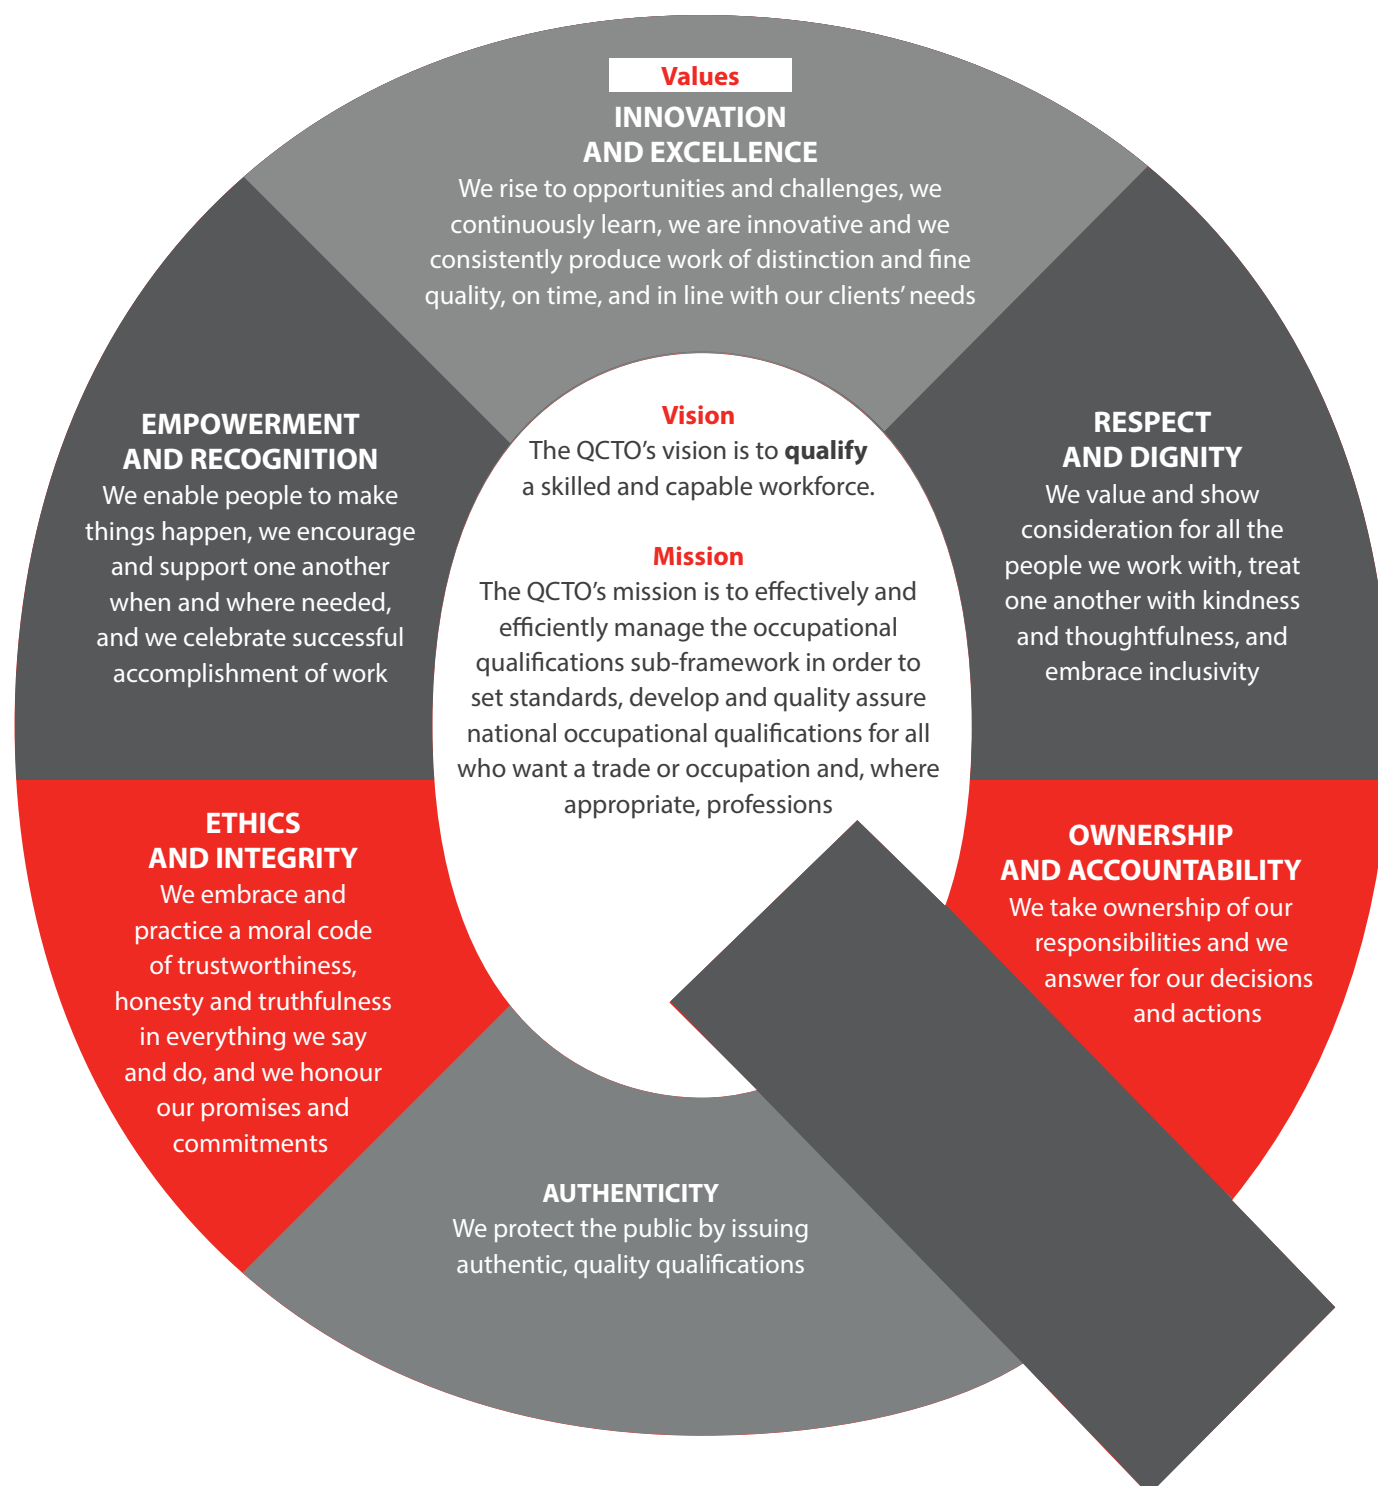 Values
INNOVATION
AND EXCELLENCE
We rise to opportunities and challenges, we
continuously learn, we are innovative and we
consistently produce work of distinction and fine
quality, on time, and in line with our clients’ needs
EMPOWERMENT
AND RECOGNITION
We enable people to make
things happen, we encourage
and support one another
when and where needed,
and we celebrate successful
accomplishment of work
Vision
The QCTO’s vision is to qualify
a skilled and capable workforce.
Mission
The QCTO’s mission is to effectively and
efficiently manage the occupational
qualifications sub-framework in order to
set standards, develop and quality assure
national occupational qualifications for all
who want a trade or occupation and, where
appropriate, professions
RESPECT
AND DIGNITY
We value and show
consideration for all the
people we work with, treat
one another with kindness
and thoughtfulness, and
embrace inclusivity
ETHICS
AND INTEGRITY
We embrace and
practice a moral code
of trustworthiness,
honesty and truthfulness
in everything we say
and do, and we honour
our promises and
commitments
OWNERSHIP
AND ACCOUNTABILITY
We take ownership of our
responsibilities and we
answer for our decisions
and actions
AUTHENTICITY
We protect the public by issuing
authentic, quality qualifications